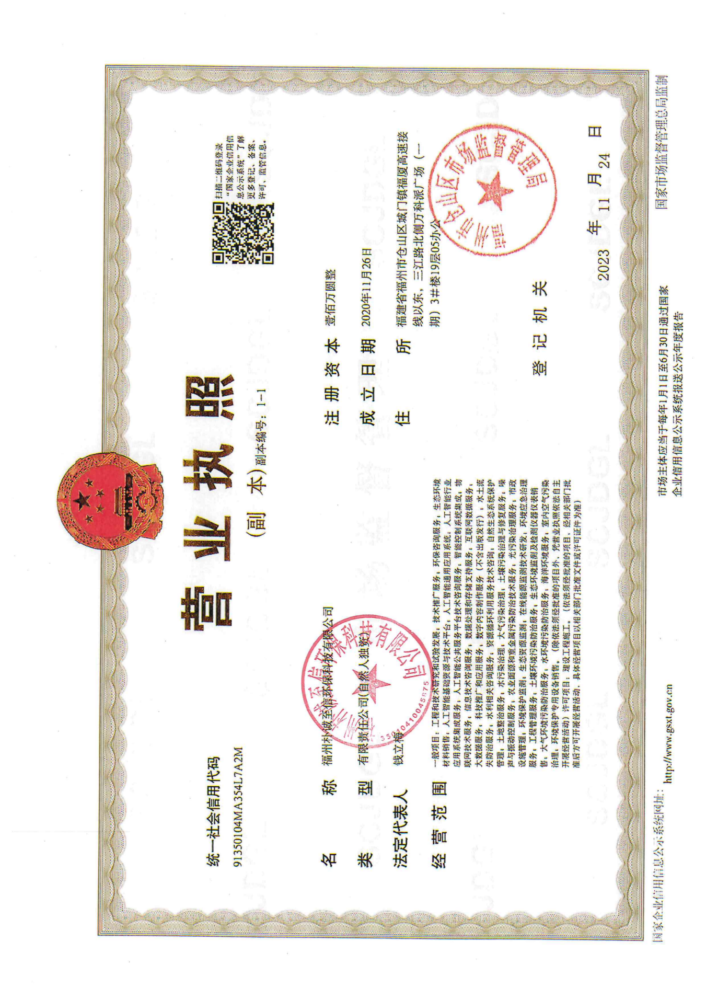 营业执照
(副 本)副本编号：1-1
统一社会信用代码
91350104MA354L7A2M
扫描二维码登录
“国家企业信用信
息公示系统”了解
更多登记、备案、
许可、监管信息。
名 称 福州朴诚至信环保科技有限公司
类 型 有限责任公司(自然人独资)
法定代表人 钱立梅
经营范围 一般项目：工程和技术研究和试验发展；技术推广服务；环保咨询服务；生态环境
材料销售；人工智能基础资源与技术平台；人工智能通用应用系统；人工智能行业
应用系统集成服务；人工智能公共服务平台技术咨询服务；智能控制系统集成；物
联网技术服务；信息技术咨询服务；数据处理和存储支持服务；互联网数据服务；
大数据服务；科技推广和应用服务；数字内容制作服务（不含出版发行）；水土流
失防治服务；水利相关咨询服务；资源循环利用服务技术咨询；自然生态系统保护
管理；土地整治服务；水污染治理；大气污染治理；土壤污染治理与修复服务；噪
声与振动控制服务；农业面源和重金属污染防治技术服务；光污染治理服务；市政
设施管理；环境保护监测；生态资源监测；在线能源监测技术研发；环境应急治理
服务；工程管理服务；土壤环境污染防治服务；生态环境监测及检测仪器仪表销
售；大气环境污染防治服务；水环境污染防治服务；海洋环境服务；室内空气污染
治理；环境保护专用设备销售。（除依法须经批准的项目外，凭营业执照依法自主
开展经营活动）许可项目：建设工程施工。（依法须经批准的项目，经相关部门批
准后方可开展经营活动，具体经营项目以相关部门批准文件或许可证件为准）
注册资本 壹佰万圆整
成立日期 2020年11月26日
住 所 福建省福州市仓山区城门镇福厦高速接
线以东，三江路北侧万科派广场（一
期）3#楼19层05办公
登记机关
2023 年 11 月 24 日
福州朴诚至信环保科技有限公司
35010410045875
福州市仓山区市场监督管理局
国家企业信用信息公示系统网址： http://www.gsxt.gov.cn
市场主体应当于每年1月1日至6月30日通过国家
企业信用信息公示系统报送公示年度报告
国家市场监督管理总局监制